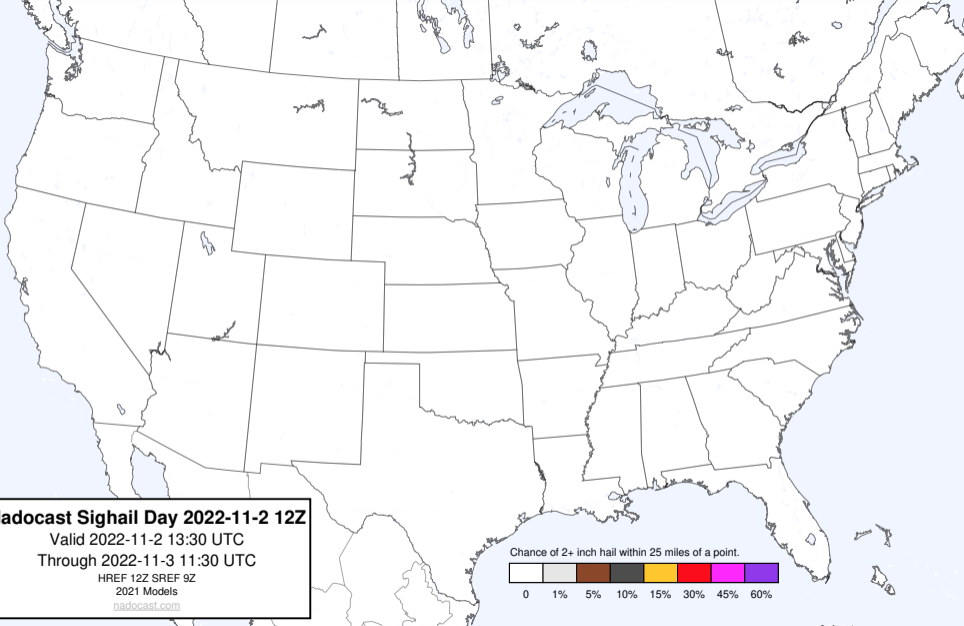 adocast Sighail Day 2022-11-2 12Z
Valid 2022-11-2 13:30 UTC
Through 2022-11-3 11:30 UTC
HREF 12Z SREF 9Z
2021 Models
nadocast.com
Chance of 2+ inch hail within 25 miles of a point.
0 1% 5% 10% 15% 30% 45% 60%